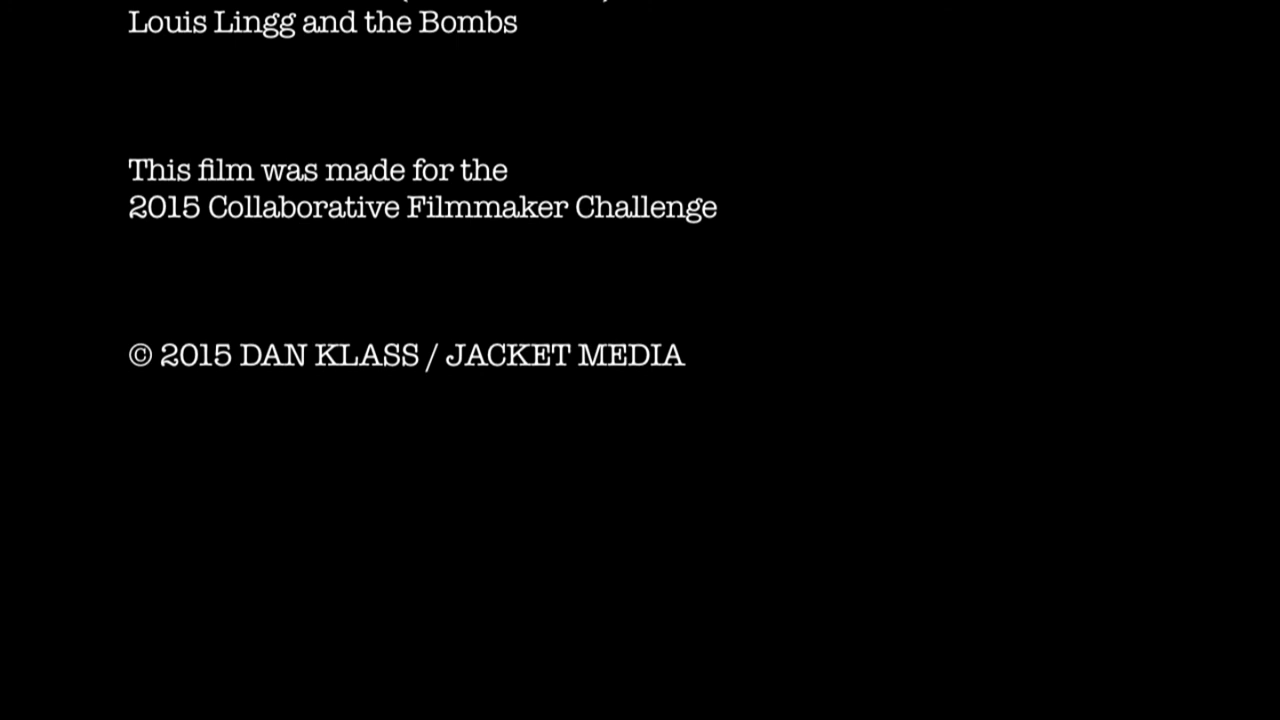 Louis Lingg and the Bombs
This film was made for the
2015 Collaborative Filmmaker Challenge
© 2015 DAN KLASS / JACKET MEDIA